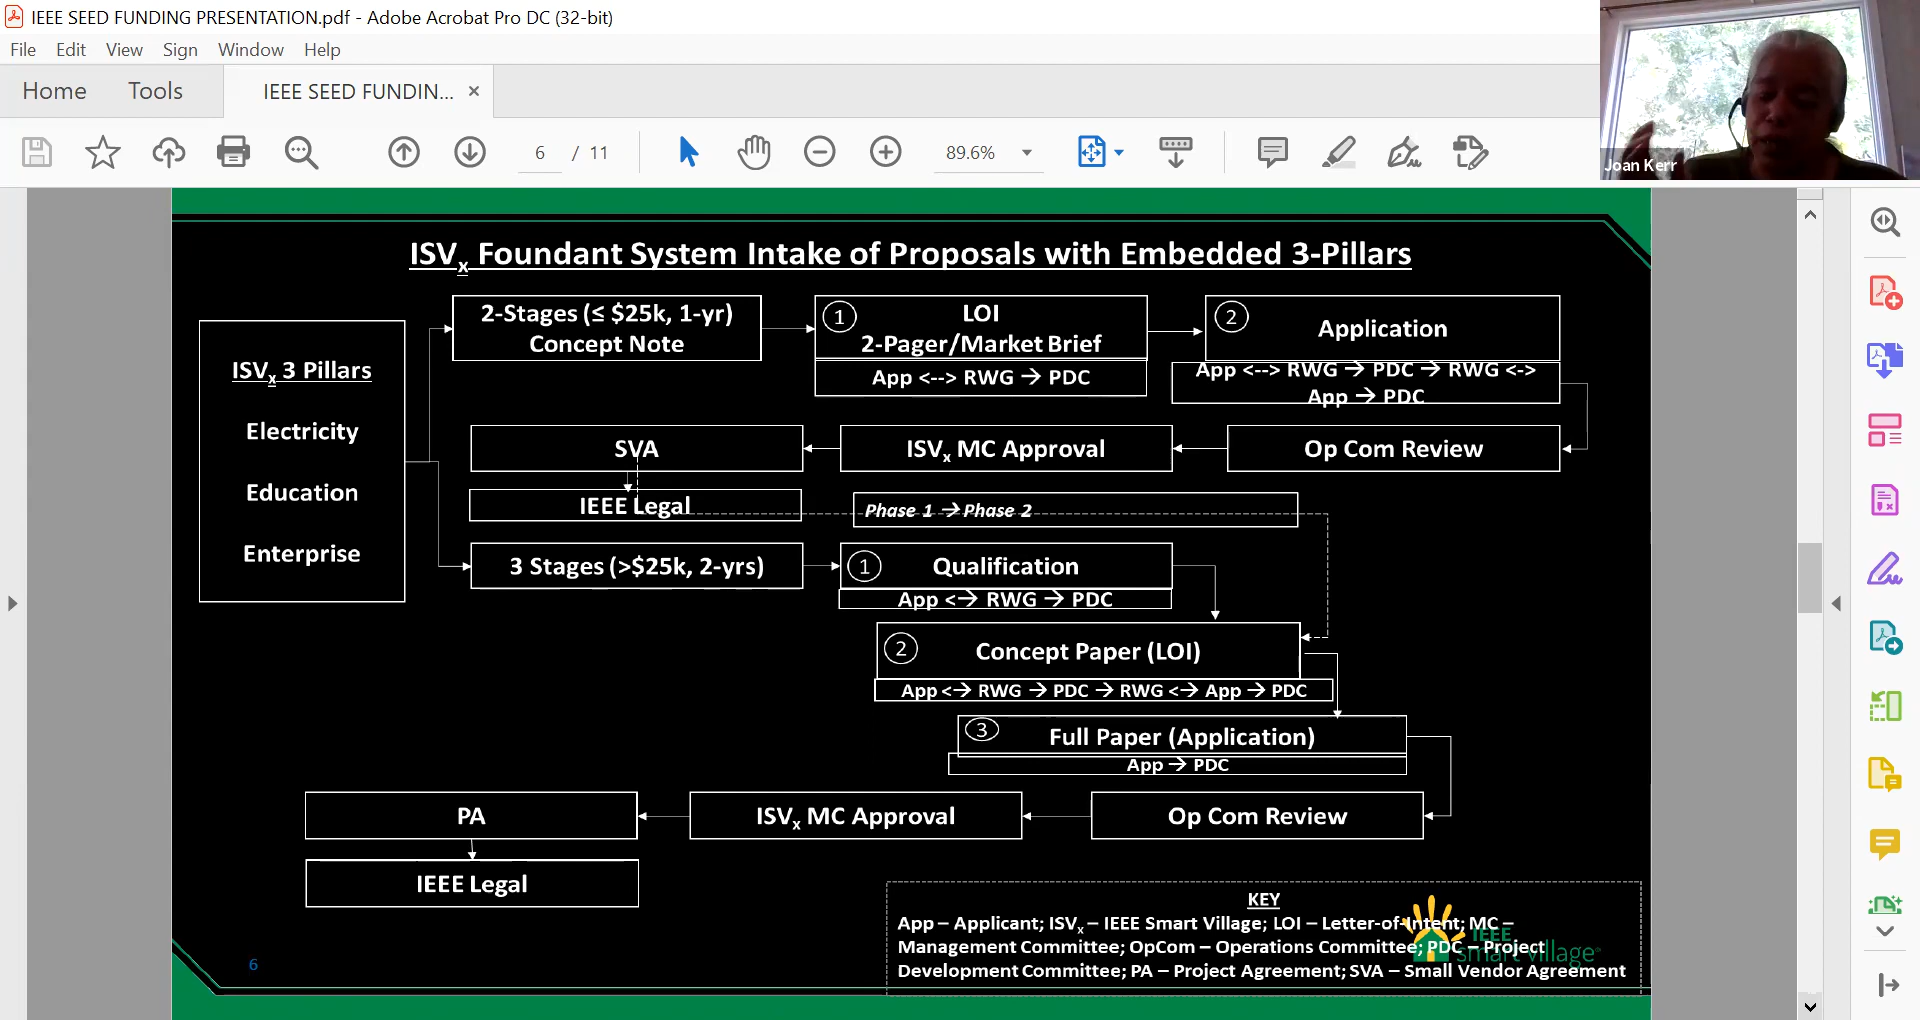 IEEE SEED FUNDING PRESENTATION.pdf - Adobe Acrobat Pro DC (32-bit)
File Edit View Sign Window Help
Home Tools IEEE SEED FUNDIN... ×
6 / 11 89.6%
Joan Kerr
ISVx Foundant System Intake of Proposals with Embedded 3-Pillars
ISVx 3 Pillars
Electricity
Education
Enterprise
2-Stages (≤ $25k, 1-yr)
Concept Note
1 LOI
2-Pager/Market Brief
App <--> RWG → PDC
2 Application
App <--> RWG → PDC → RWG <->
App → PDC
SVA
ISVx MC Approval
Op Com Review
IEEE Legal
Phase 1 → Phase 2
3 Stages (>$25k, 2-yrs)
1 Qualification
App <→ RWG → PDC
2 Concept Paper (LOI)
App <→ RWG → PDC → RWG <→ App → PDC
3 Full Paper (Application)
App → PDC
PA
ISVx MC Approval
Op Com Review
IEEE Legal
KEY
App – Applicant; ISVx – IEEE Smart Village; LOI – Letter-of-Intent; MC –
Management Committee; OpCom – Operations Committee; PDC – Project
Development Committee; PA – Project Agreement; SVA – Small Vendor Agreement
IEEE
smart village
6